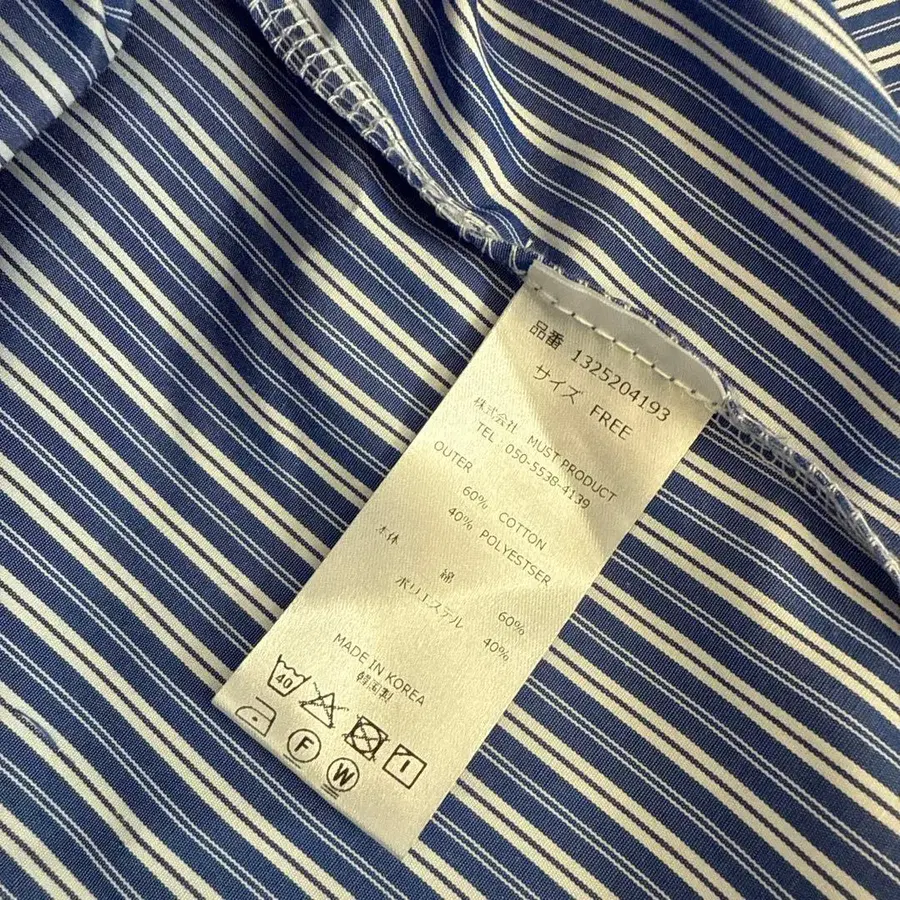 品番 1325204193
サイズ FREE
株式会社 MUST PRODUCT
TEL : 050-5538-4139
OUTER
60% COTTON
40% POLYESTSER
本体
綿 60%
ポリエステル 40%
MADE IN KOREA
韓国製
40
F
W